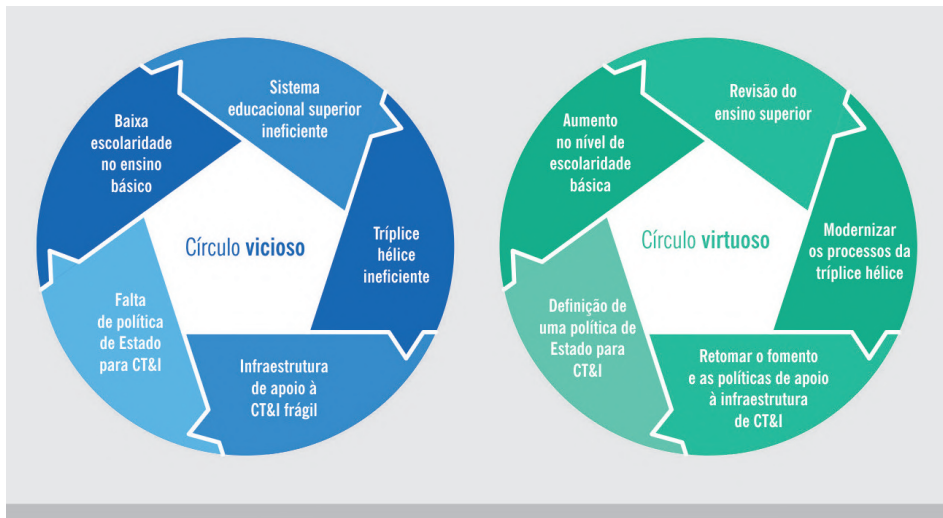 Sistema
educacional superior
ineficiente
Tríplice
hélice
ineficiente
Infraestrutura
de apoio à
CT&I frágil
Falta
de política
de Estado
para CT&I
Baixa
escolaridade
no ensino
básico
Círculo vicioso
Revisão do
ensino superior
Modernizar
os processos da
tríplice hélice
Retomar o fomento
e as políticas de apoio
à infraestrutura
de CT&I
Definição de
uma política de
Estado para
CT&I
Aumento
no nível de
escolaridade
básica
Círculo virtuoso